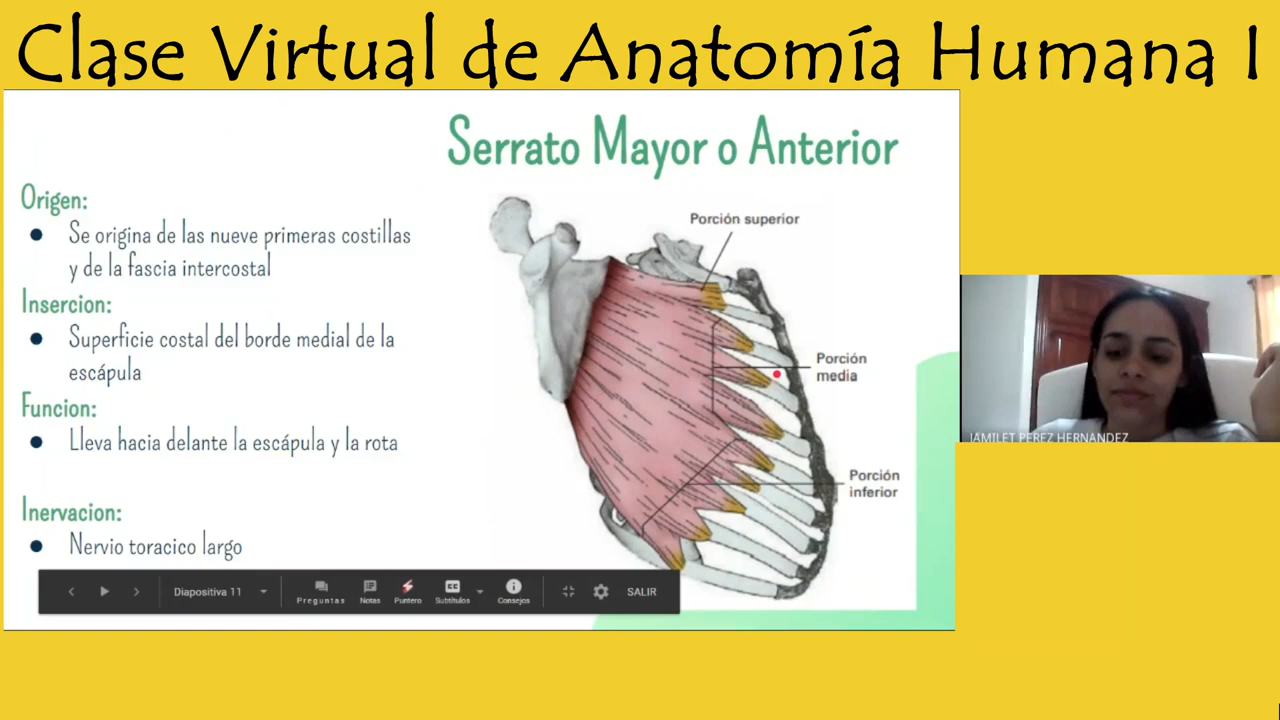 Clase Virtual de Anatomía Humana I
Serrato Mayor o Anterior
Origen:
● Se origina de las nueve primeras costillas
y de la fascia intercostal
Insercion:
● Superficie costal del borde medial de la
escápula
Funcion:
● Lleva hacia delante la escápula y la rota
Inervacion:
● Nervio toracico largo
Porción superior
Porción
media
Porción
inferior
Diapositiva 11
Preguntas
Notas
Puntero
Subtítulos
Consejos
SALIR
JAMILET PEREZ HERNANDEZ